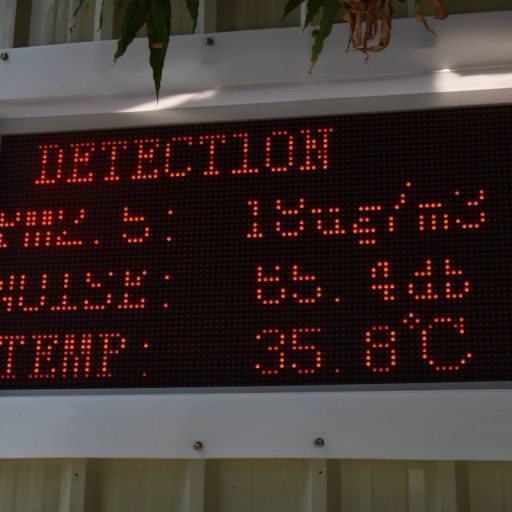 DETECTION
PM2.5: 18ug/m3
NOISE: 65.4db
TEMP: 35.8°C